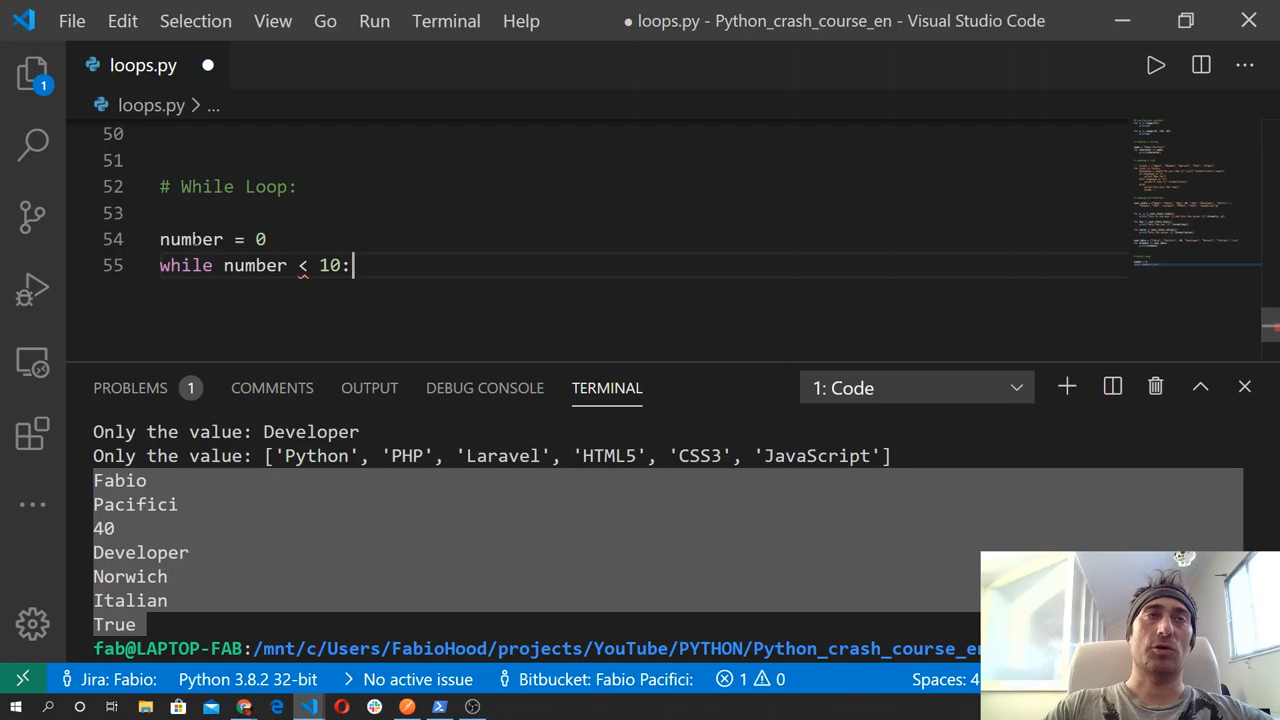 File Edit Selection View Go Run Terminal Help ● loops.py - Python_crash_course_en - Visual Studio Code
loops.py
1
loops.py > ...
50
51
52 # While Loop:
53
54 number = 0
55 while number < 10:
PROBLEMS 1 COMMENTS OUTPUT DEBUG CONSOLE TERMINAL 1: Code
Only the value: Developer
Only the value: ['Python', 'PHP', 'Laravel', 'HTML5', 'CSS3', 'JavaScript']
Fabio
Pacifici
40
Developer
Norwich
Italian
True
fab@LAPTOP-FAB:/mnt/c/Users/FabioHood/projects/YouTube/PYTHON/Python_crash_course_en
Jira: Fabio: Python 3.8.2 32-bit No active issue Bitbucket: Fabio Pacifici: 1 0 Spaces: 4